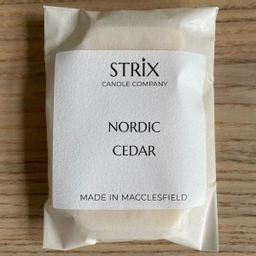 STRIX
CANDLE COMPANY
NORDIC
CEDAR
MADE IN MACCLESFIELD